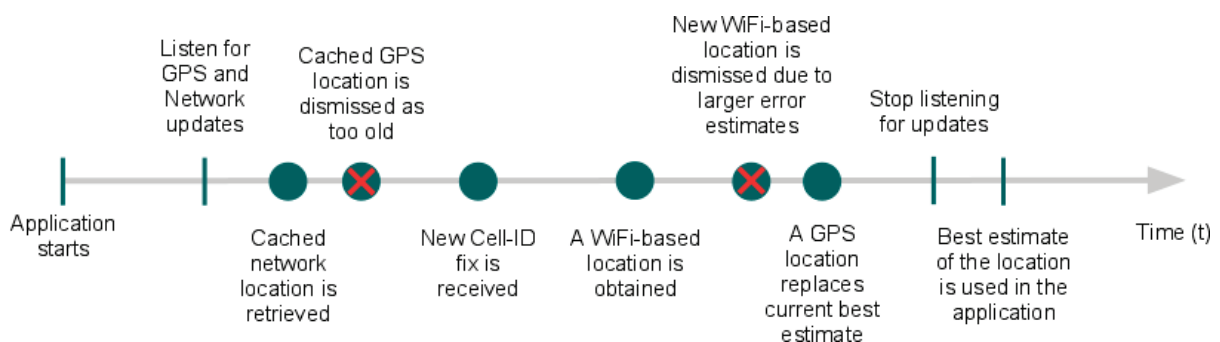 Listen for
GPS and
Network
updates
Cached GPS
location is
dismissed as
too old
New WiFi-based
location is
dismissed due to
larger error
estimates
Stop listening
for updates
Application
starts
Cached
network
location is
retrieved
New Cell-ID
fix is
received
A WiFi-based
location is
obtained
A GPS
location
replaces
current best
estimate
Best estimate
of the location
is used in the
application
Time (t)